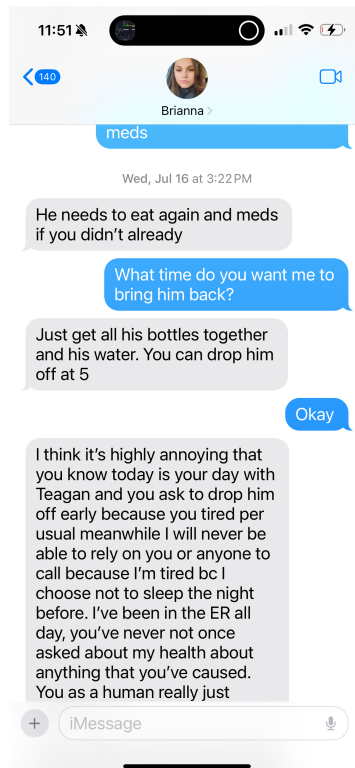 11:51
140
Brianna
meds
Wed, Jul 16 at 3:22 PM
He needs to eat again and meds
if you didn’t already
What time do you want me to
bring him back?
Just get all his bottles together
and his water. You can drop him
off at 5
Okay
I think it’s highly annoying that
you know today is your day with
Teagan and you ask to drop him
off early because you tired per
usual meanwhile I will never be
able to rely on you or anyone to
call because I’m tired bc I
choose not to sleep the night
before. I’ve been in the ER all
day, you’ve never not once
asked about my health about
anything that you’ve caused.
You as a human really just
iMessage